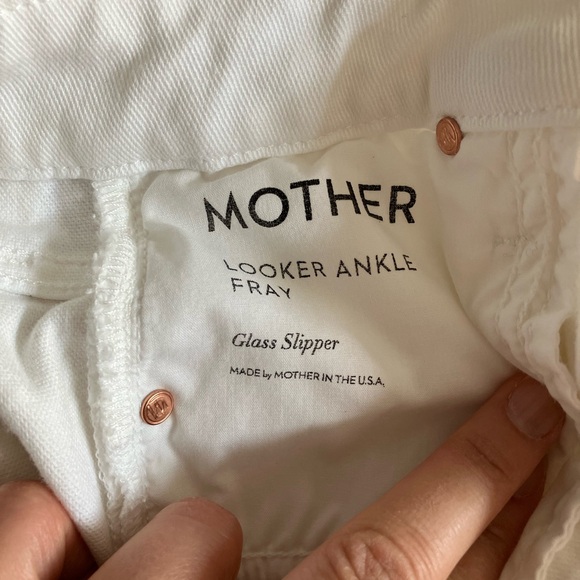 MOTHER
LOOKER ANKLE
FRAY
Glass Slipper
MADE by MOTHER IN THE U.S.A.